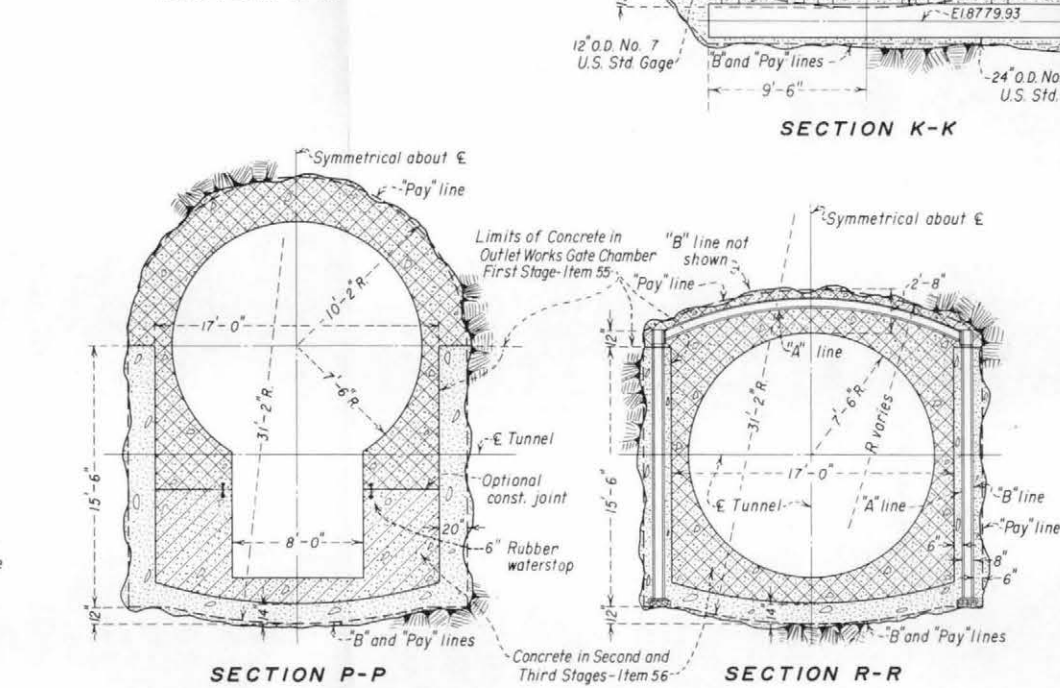 El.8779.93
12" O.D. No. 7
U.S. Std. Gage
"B" and "Pay" lines
24" O.D. No
U.S. Std.
9'-6"
SECTION K-K
Symmetrical about ℄
"Pay" line
Limits of Concrete in
Outlet Works Gate Chamber
First Stage-Item 55
10'-2" R.
17'-0"
7'-6" R.
31'-2" R.
℄ Tunnel
15'-6"
Optional
const. joint
20"
8'-0"
6" Rubber
waterstop
12"
14"
"B" and "Pay" lines
SECTION P-P
Concrete in Second and
Third Stages-Item 56
Symmetrical about ℄
"B" line not
shown
"Pay" line
2'-8"
12"
"A" line
31'-2" R.
7'-6" R.
R varies
17'-0"
15'-6"
℄ Tunnel
"A" line
"B" line
"Pay" line
6"
8"
6"
12"
14"
"B" and "Pay" lines
SECTION R-R